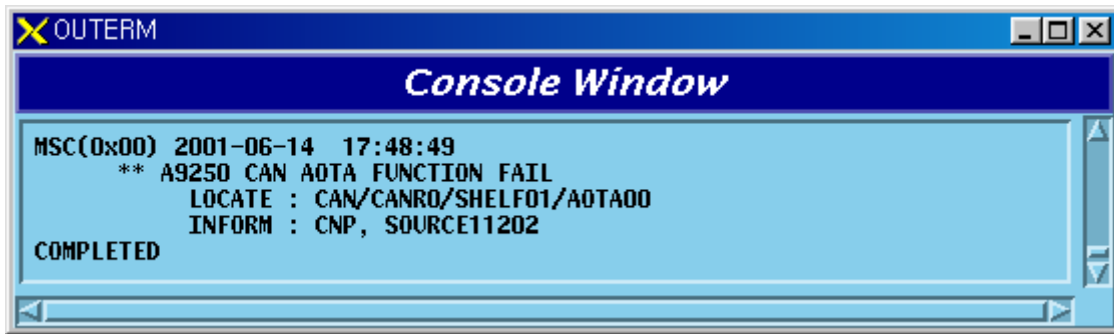 OUTERM
Console Window
MSC(0x00) 2001-06-14 17:48:49
** A9250 CAN AOTA FUNCTION FAIL
LOCATE : CAN/CANRO/SHELF01/AOTA00
INFORM : CNP, SOURCE11202
COMPLETED